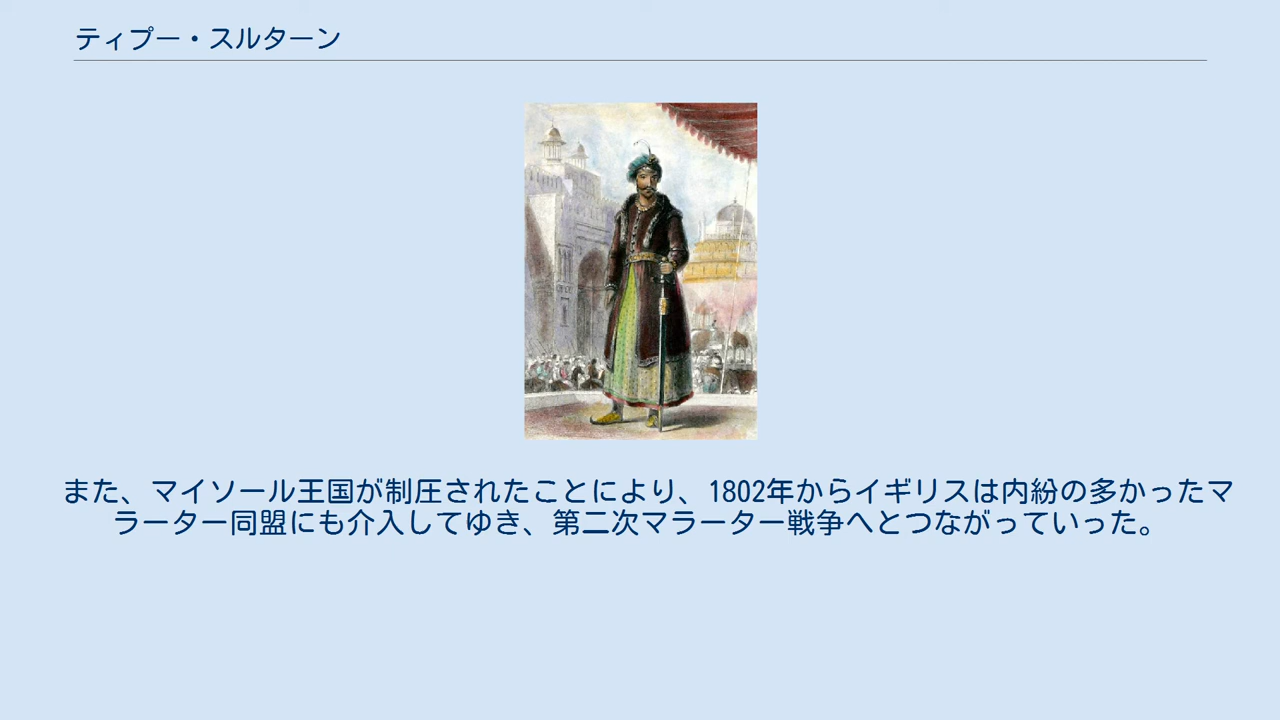 ティプー・スルターン
また、マイソール王国が制圧されたことにより、1802年からイギリスは内紛の多かったマ
ラーター同盟にも介入してゆき、第二次マラーター戦争へとつながっていった。